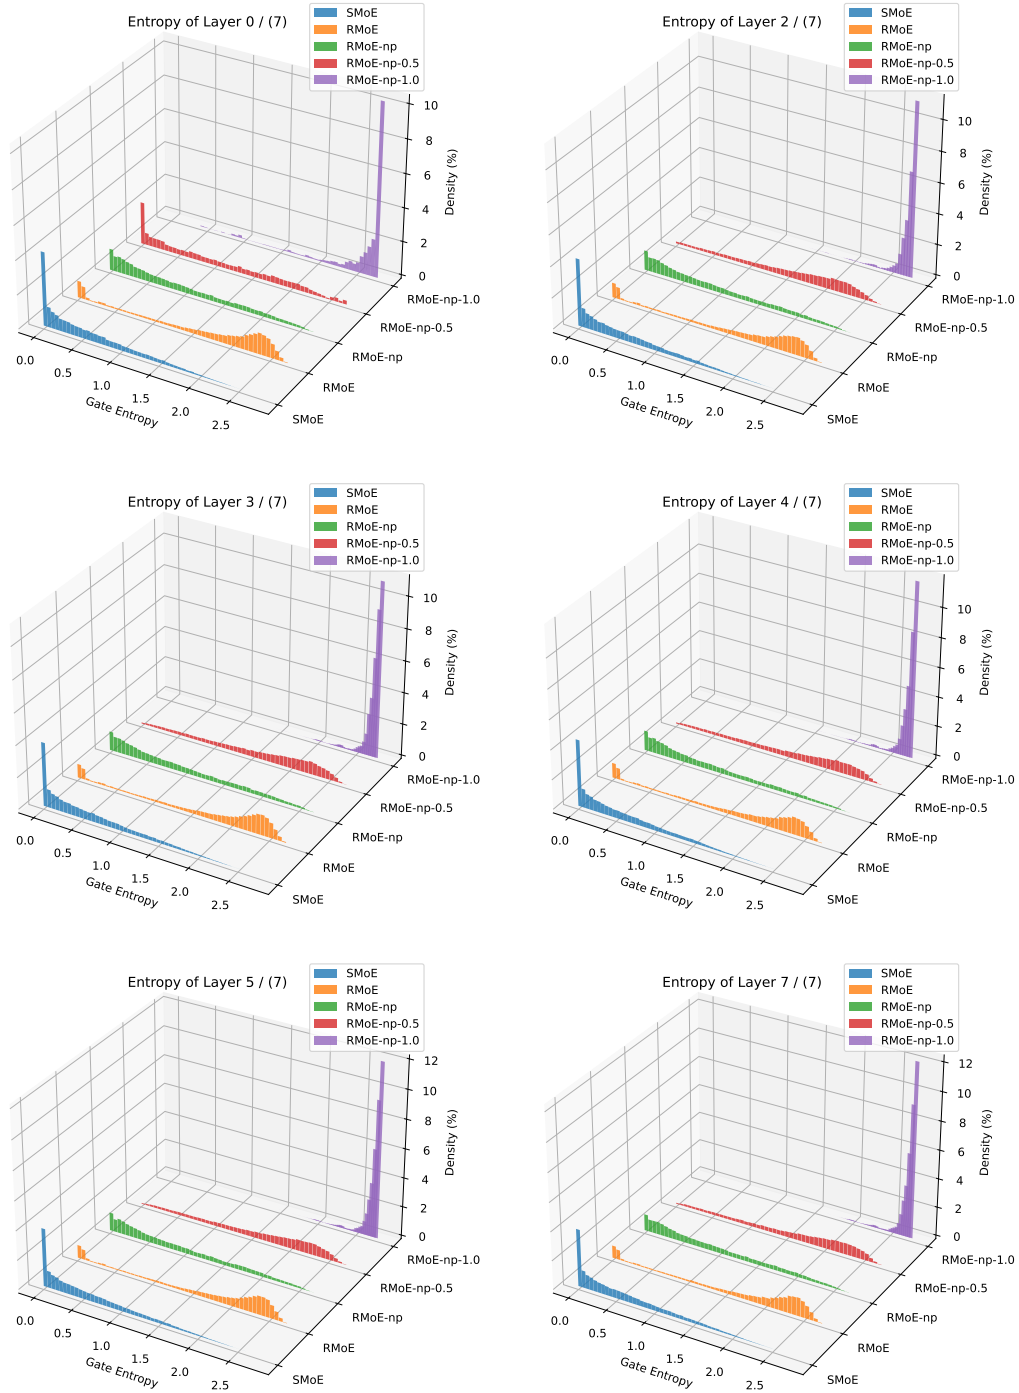 Entropy of Layer 0 / (7)
SMoE
RMoE
RMoE-np
RMoE-np-0.5
RMoE-np-1.0
10
8
6
4
2
0
Density (%)
RMoE-np-1.0
RMoE-np-0.5
RMoE-np
RMoE
SMoE
0.0
0.5
1.0
1.5
2.0
2.5
Gate Entropy
Entropy of Layer 2 / (7)
SMoE
RMoE
RMoE-np
RMoE-np-0.5
RMoE-np-1.0
10
8
6
4
2
0
Density (%)
RMoE-np-1.0
RMoE-np-0.5
RMoE-np
RMoE
SMoE
0.0
0.5
1.0
1.5
2.0
2.5
Gate Entropy
Entropy of Layer 3 / (7)
SMoE
RMoE
RMoE-np
RMoE-np-0.5
RMoE-np-1.0
10
8
6
4
2
0
Density (%)
RMoE-np-1.0
RMoE-np-0.5
RMoE-np
RMoE
SMoE
0.0
0.5
1.0
1.5
2.0
2.5
Gate Entropy
Entropy of Layer 4 / (7)
SMoE
RMoE
RMoE-np
RMoE-np-0.5
RMoE-np-1.0
10
8
6
4
2
0
Density (%)
RMoE-np-1.0
RMoE-np-0.5
RMoE-np
RMoE
SMoE
0.0
0.5
1.0
1.5
2.0
2.5
Gate Entropy
Entropy of Layer 5 / (7)
SMoE
RMoE
RMoE-np
RMoE-np-0.5
RMoE-np-1.0
12
10
8
6
4
2
0
Density (%)
RMoE-np-1.0
RMoE-np-0.5
RMoE-np
RMoE
SMoE
0.0
0.5
1.0
1.5
2.0
2.5
Gate Entropy
Entropy of Layer 7 / (7)
SMoE
RMoE
RMoE-np
RMoE-np-0.5
RMoE-np-1.0
12
10
8
6
4
2
0
Density (%)
RMoE-np-1.0
RMoE-np-0.5
RMoE-np
RMoE
SMoE
0.0
0.5
1.0
1.5
2.0
2.5
Gate Entropy